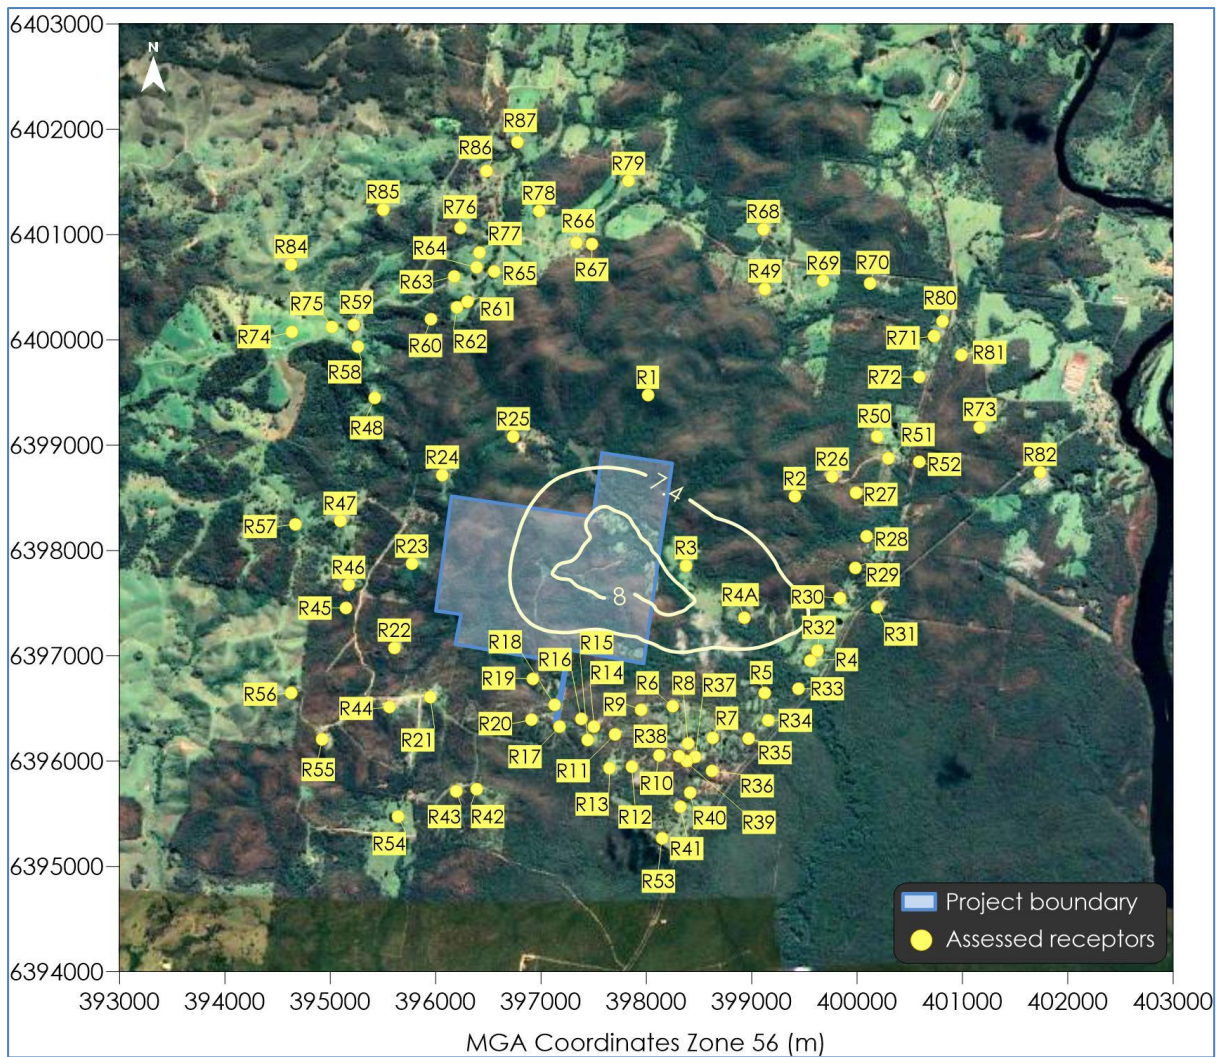 6403000
N
R87
R86
R79
R85
R76
R78
R68
R66
R64
R77
R84
R63
R65
R67
R49
R69
R70
R75
R59
R61
R80
R74
R60
R62
R71
R81
R58
R1
R72
R48
R25
R50
R51
R73
R24
R26
R52
R82
R2
R27
7.4
R47
R57
R23
R3
R28
R46
R29
R45
8
R4A
R30
R22
R32
R31
R18
R15
R16
R14
R19
R6
R8
R37
R5
R4
R56
R9
R33
R44
R20
R7
R34
R21
R38
R17
R35
R55
R11
R10
R36
R13
R43
R42
R12
R40
R39
R54
R41
R53
6402000
6401000
6400000
6399000
6398000
6397000
6396000
6395000
6394000
Project boundary
Assessed receptors
393000 394000 395000 396000 397000 398000 399000 400000 401000 402000 403000
MGA Coordinates Zone 56 (m)